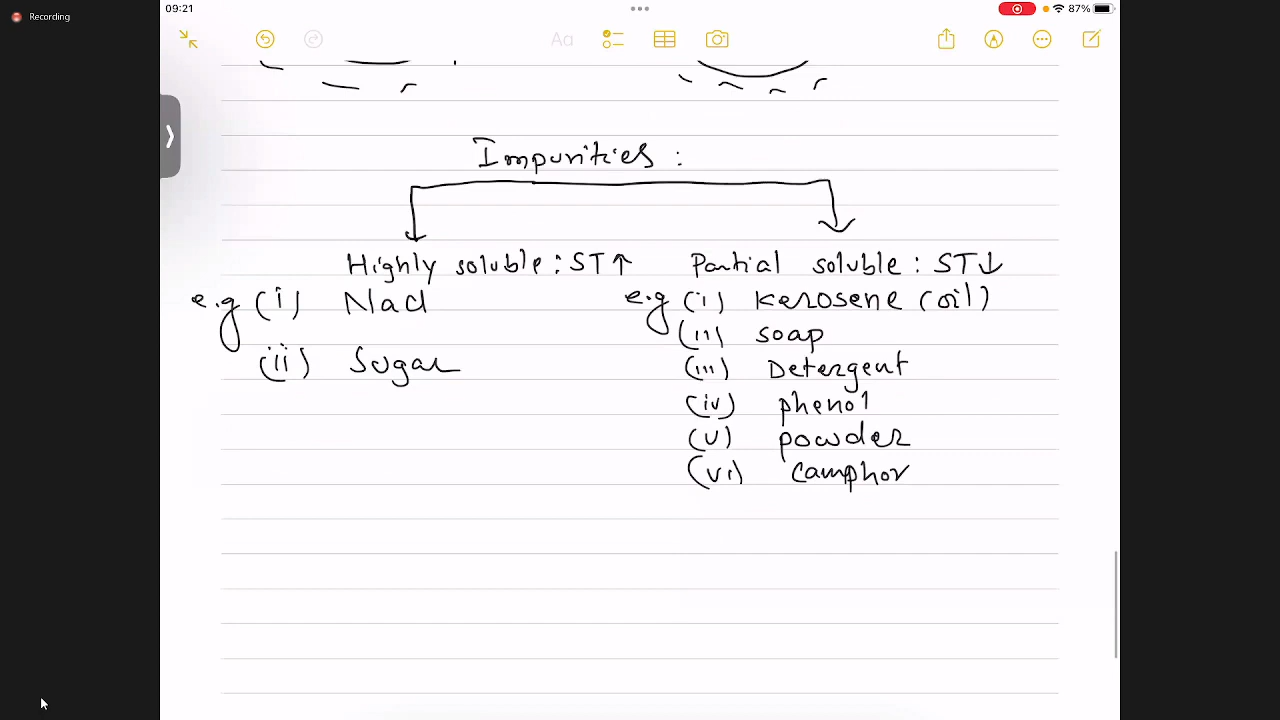 Recording
09:21
87%
Aa
Impurities :
Highly soluble : ST↑
Partial soluble : ST↓
e.g (i) NaCl
(ii) Sugar
e.g (i) Kerosene (oil)
(ii) soap
(iii) Detergent
(iv) phenol
(v) powder
(vi) camphor